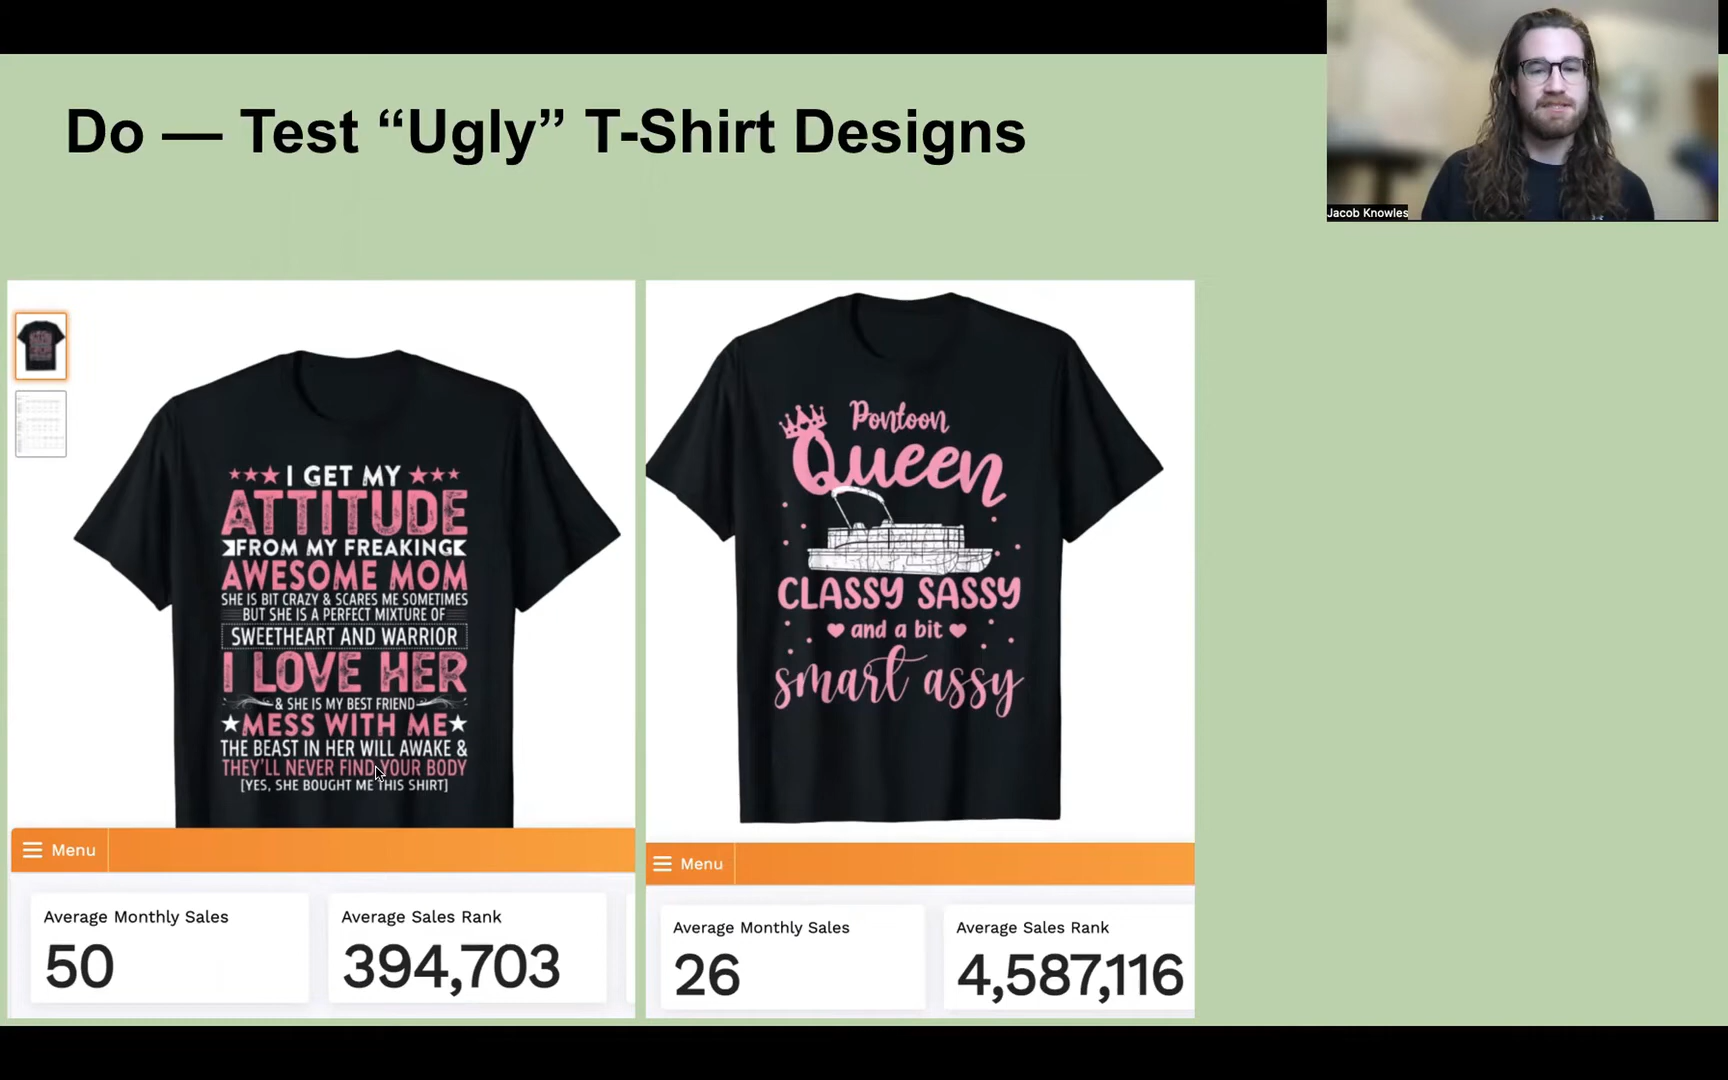 Do — Test “Ugly” T-Shirt Designs
Jacob Knowles
I GET MY
ATTITUDE
FROM MY FREAKING
AWESOME MOM
SHE IS BIT CRAZY & SCARES ME SOMETIMES
BUT SHE IS A PERFECT MIXTURE OF
SWEETHEART AND WARRIOR
I LOVE HER
& SHE IS MY BEST FRIEND
MESS WITH ME
THE BEAST IN HER WILL AWAKE &
THEY'LL NEVER FIND YOUR BODY
[YES, SHE BOUGHT ME THIS SHIRT]
Menu
Average Monthly Sales
50
Average Sales Rank
394,703
Pontoon
Queen
CLASSY SASSY
and a bit
smart assy
Menu
Average Monthly Sales
26
Average Sales Rank
4,587,116